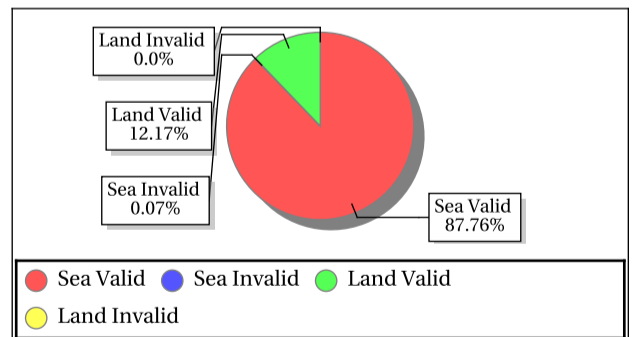 Land Invalid
0.0%
Land Valid
12.17%
Sea Invalid
0.07%
Sea Valid
87.76%
Sea Valid Sea Invalid Land Valid
Land Invalid